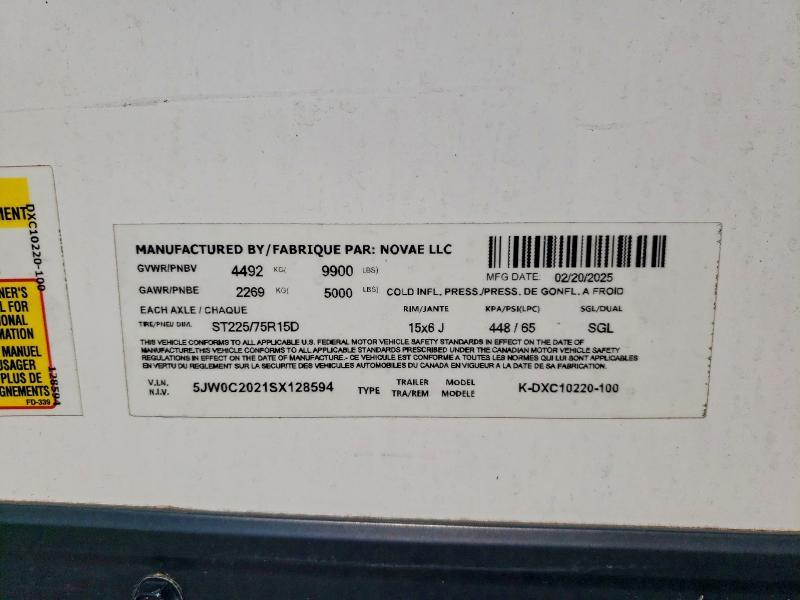 MENT
DXC10220-100
NER'S
L FOR
IONAL
MATION
MANUEL
USAGER
PLUS DE
GNEMENTS
FD-339
128594
MANUFACTURED BY/FABRIQUE PAR: NOVAE LLC
GVWR/PNBV 4492 KG( 9900 LBS) MFG DATE: 02/20/2025
GAWR/PNBE 2269 KG( 5000 LBS) COLD INFL. PRESS./PRESS. DE GONFL. A FROID
EACH AXLE / CHAQUE RIM/JANTE KPA/PSI(LPC) SGL/DUAL
TIRE/PNEU DIM. ST225/75R15D 15x6 J 448 / 65 SGL
THIS VEHICLE CONFORMS TO ALL APPLICABLE U.S. FEDERAL MOTOR VEHICLE SAFETY STANDARDS IN EFFECT ON THE DATE OF
MANUFACTURE.THIS VEHICLE CONFORMS TO ALL APPLICABLE STANDARDS PRESCRIBED UNDER THE CANADIAN MOTOR VEHICLE SAFETY
REGULATIONS IN EFFECT ON THE DATE OF MANUFACTURE.- CE VEHICULE EST CONFORME A TOUTES LES NORMES QUI LUI SONT APPLICABLES
EN VERTU DU REGLEMENT SUR LA SECURITE DES VEHICULES AUTOMOBILES DU CANADA EN VIGUEUR A LA DATE DE SA FABRICATION.
V.I.N. 5JW0C2021SX128594 TYPE TRAILER MODEL K-DXC10220-100
N.I.V. TRA/REM MODELE